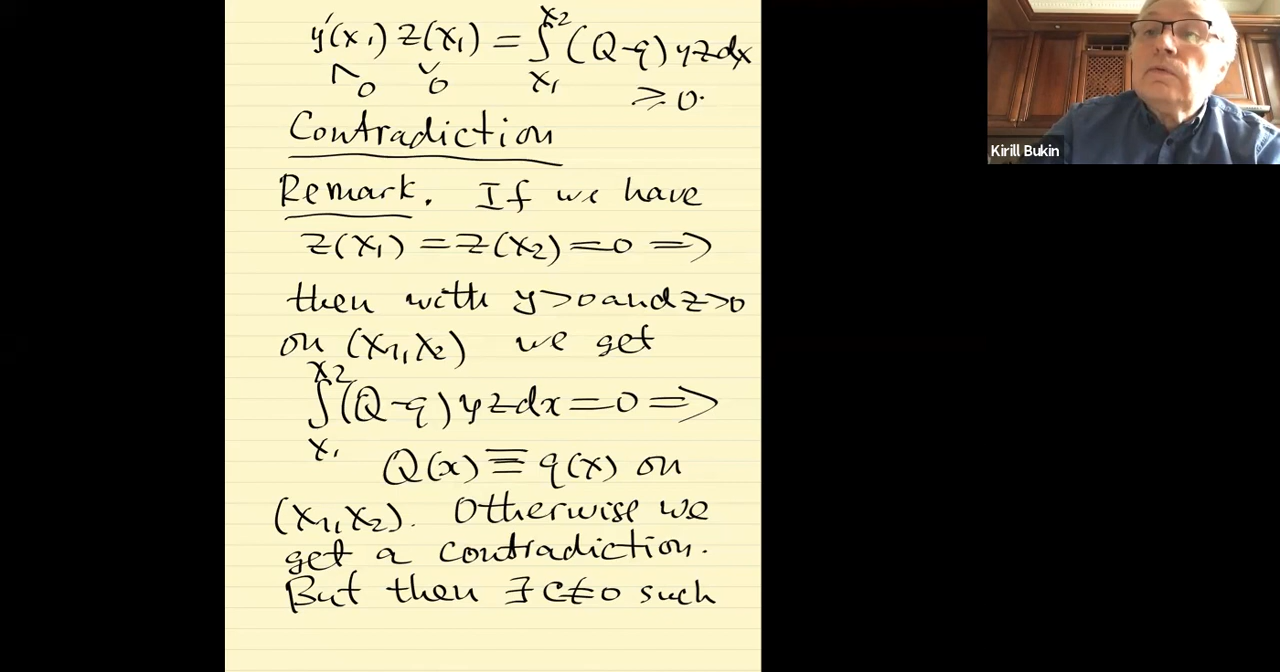 y'(x₁) z(x₁) = ∫_{x₁}^{x₂} (Q-q) yz dx
∧0 ∨0 ≥ 0.
Contradiction
Remark. If we have
z(x₁) = z(x₂) = 0 ⇒
then with y>0 and z>0
on (x₁, x₂) we get
∫_{x₁}^{x₂} (Q-q) yz dx = 0 ⇒
Q(x) ≡ q(x) on
(x₁, x₂). Otherwise we
get a contradiction.
But then ∃ C≠0 such
Kirill Bukin